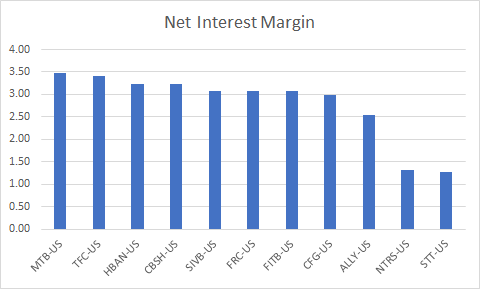 Net Interest Margin
4.00
3.50
3.00
2.50
2.00
1.50
1.00
0.50
0.00
MTB-US
TFC-US
HBAN-US
CBSH-US
SIVB-US
FRC-US
FITB-US
CFG-US
ALLY-US
NTRS-US
STT-US